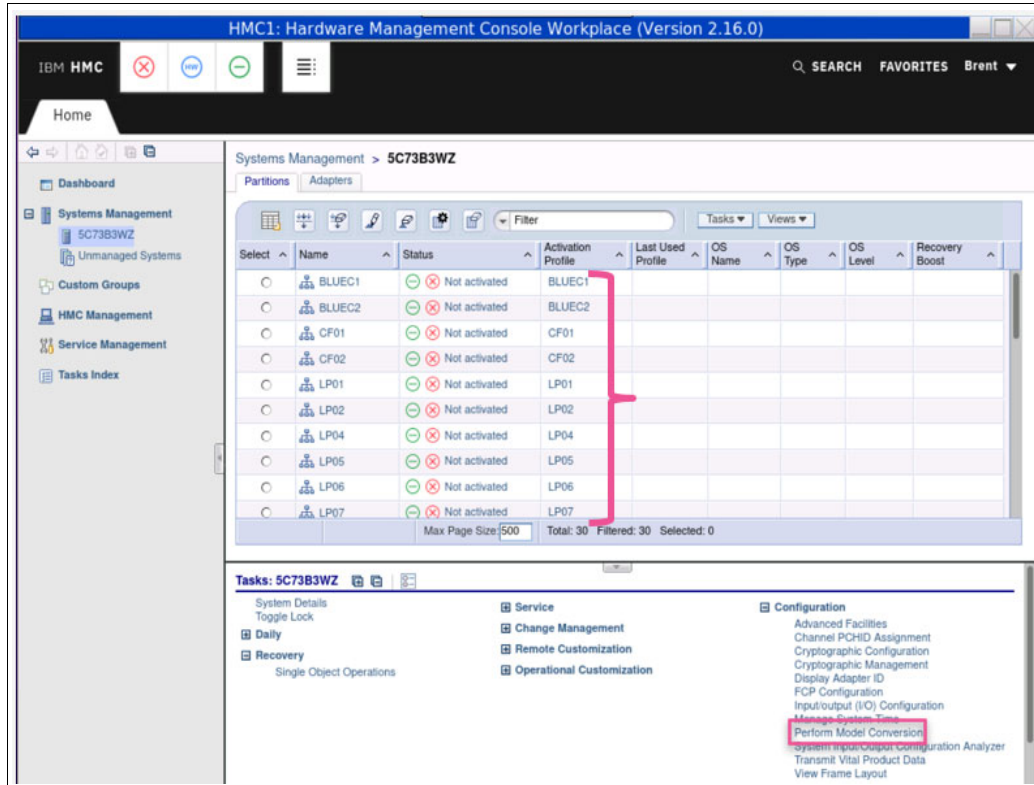 HMC1: Hardware Management Console Workplace (Version 2.16.0)
IBM HMC
HW
SEARCH FAVORITES Brent
Home
Dashboard
Systems Management
5C73B3WZ
Unmanaged Systems
Custom Groups
HMC Management
Service Management
Tasks Index
Systems Management > 5C73B3WZ
Partitions Adapters
Filter Tasks Views
Select Name Status Activation Profile Last Used Profile OS Name OS Type OS Level Recovery Boost
BLUEC1 Not activated BLUEC1
BLUEC2 Not activated BLUEC2
CF01 Not activated CF01
CF02 Not activated CF02
LP01 Not activated LP01
LP02 Not activated LP02
LP04 Not activated LP04
LP05 Not activated LP05
LP06 Not activated LP06
LP07 Not activated LP07
Max Page Size: 500 Total: 30 Filtered: 30 Selected: 0
Tasks: 5C73B3WZ
System Details
Toggle Lock
Daily
Recovery
Single Object Operations
Service
Change Management
Remote Customization
Operational Customization
Configuration
Advanced Facilities
Channel PCHID Assignment
Cryptographic Configuration
Cryptographic Management
Display Adapter ID
FCP Configuration
Input/output (I/O) Configuration
Manage System Time
Perform Model Conversion
System Input/Output Configuration Analyzer
Transmit Vital Product Data
View Frame Layout